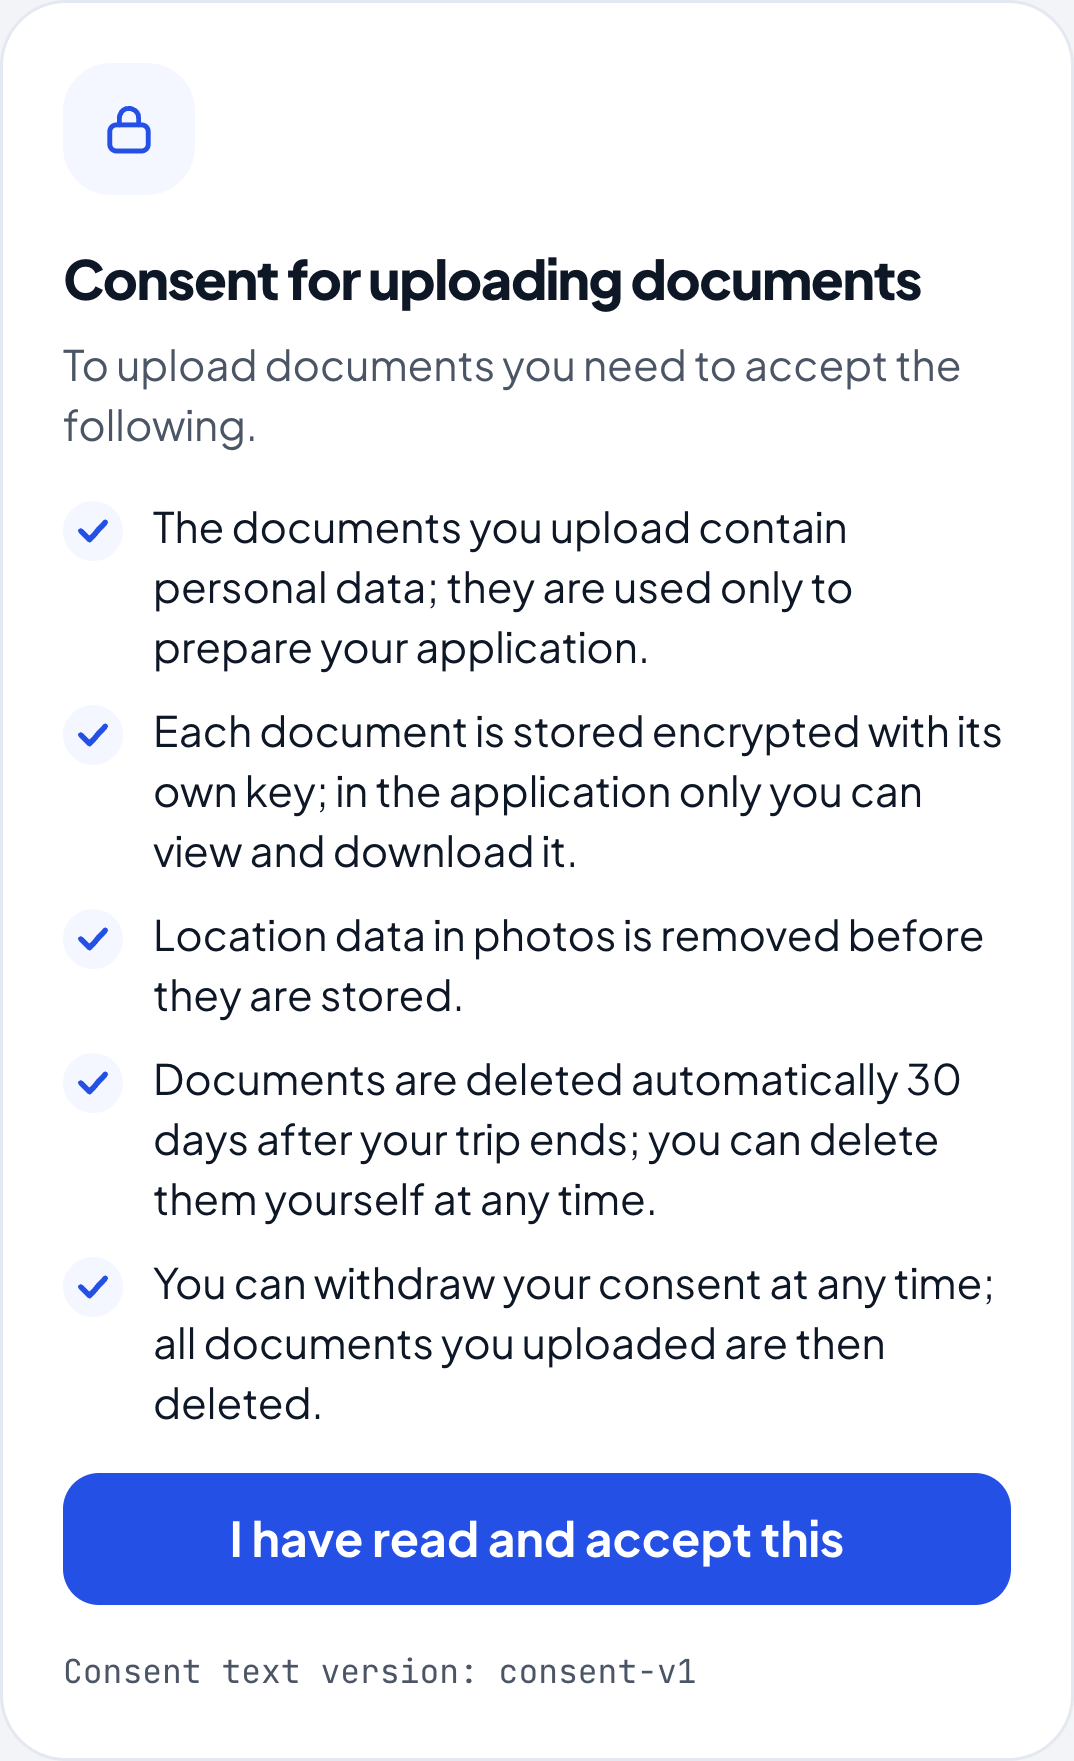 Consent for uploading documents
To upload documents you need to accept the
following.
The documents you upload contain
personal data; they are used only to
prepare your application.
Each document is stored encrypted with its
own key; in the application only you can
view and download it.
Location data in photos is removed before
they are stored.
Documents are deleted automatically 30
days after your trip ends; you can delete
them yourself at any time.
You can withdraw your consent at any time;
all documents you uploaded are then
deleted.
I have read and accept this
Consent text version: consent-v1